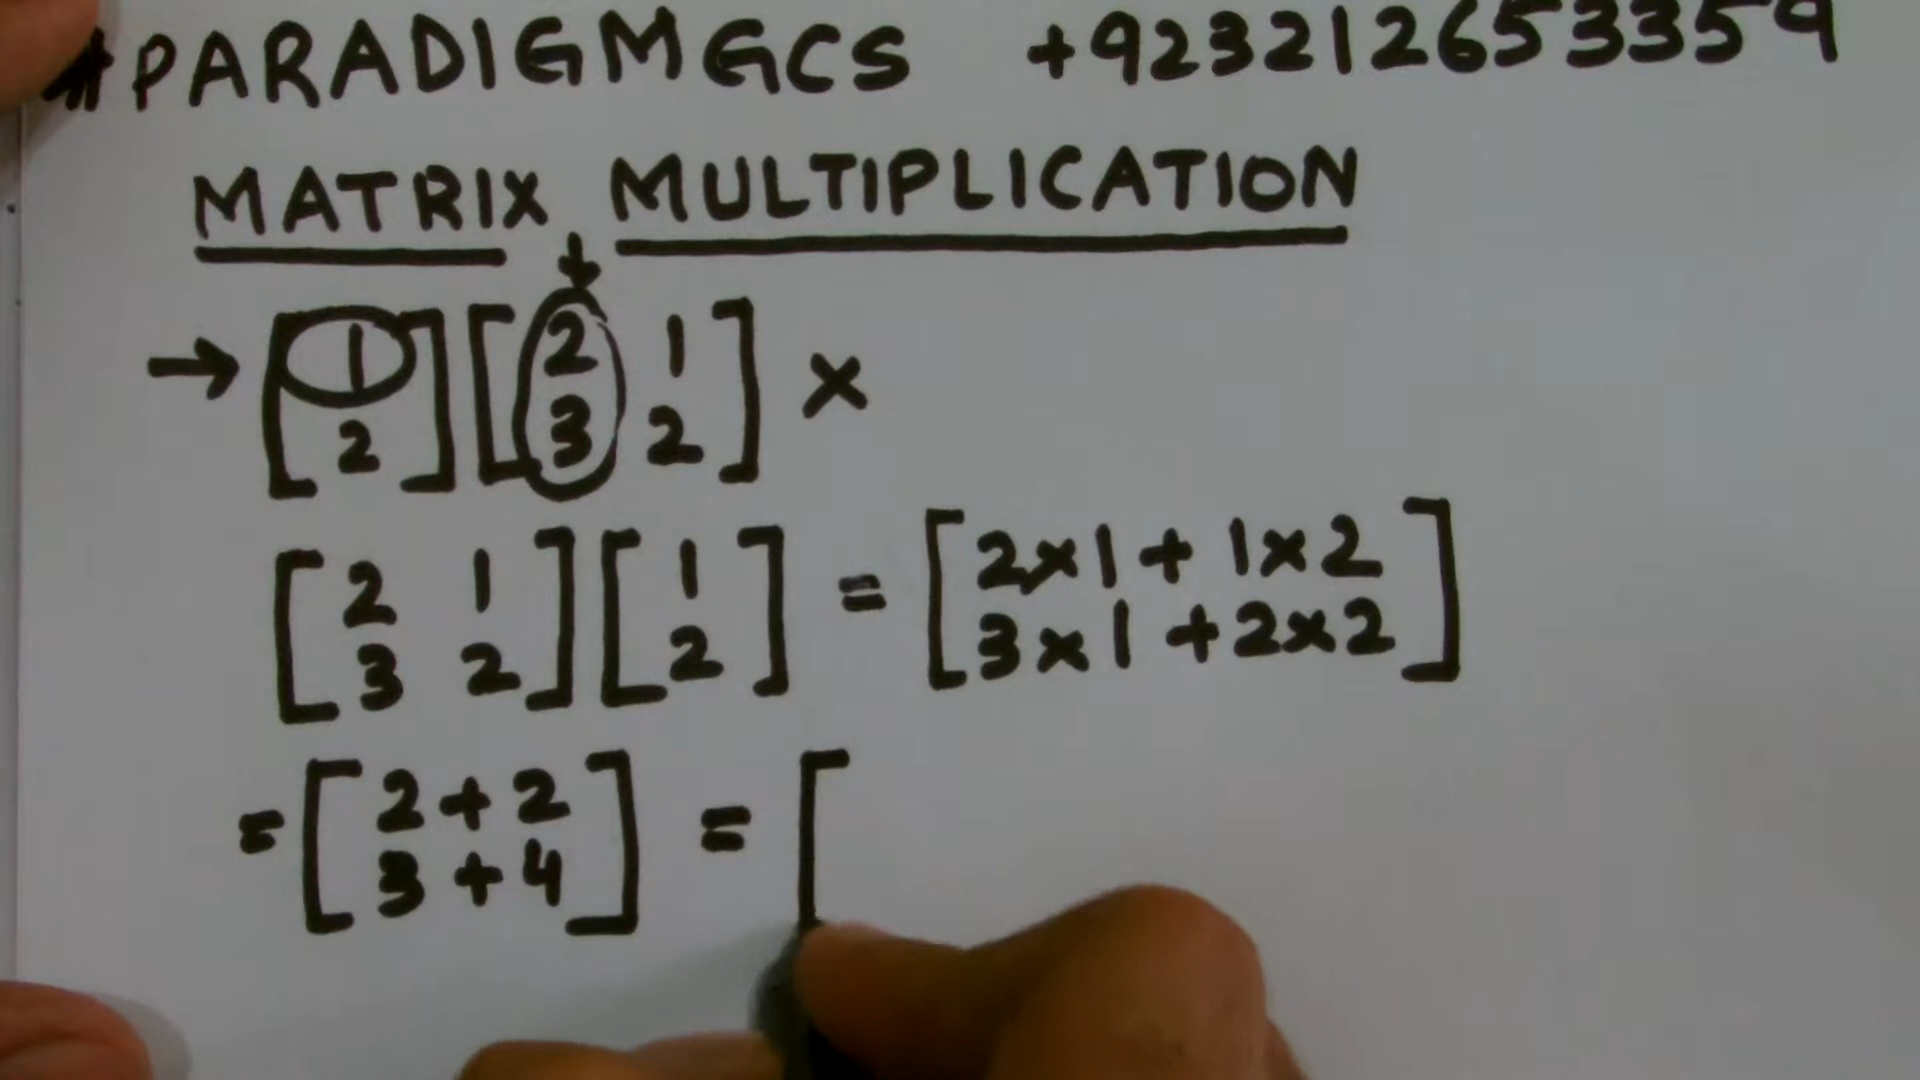 #PARADIGMGCS +923212653359
MATRIX MULTIPLICATION
→ [1 [2 1 ×
2] 3 2]
[2 1 [1 = [2×1+1×2
3 2] 2] 3×1+2×2]
= [2+2 = [
3+4]